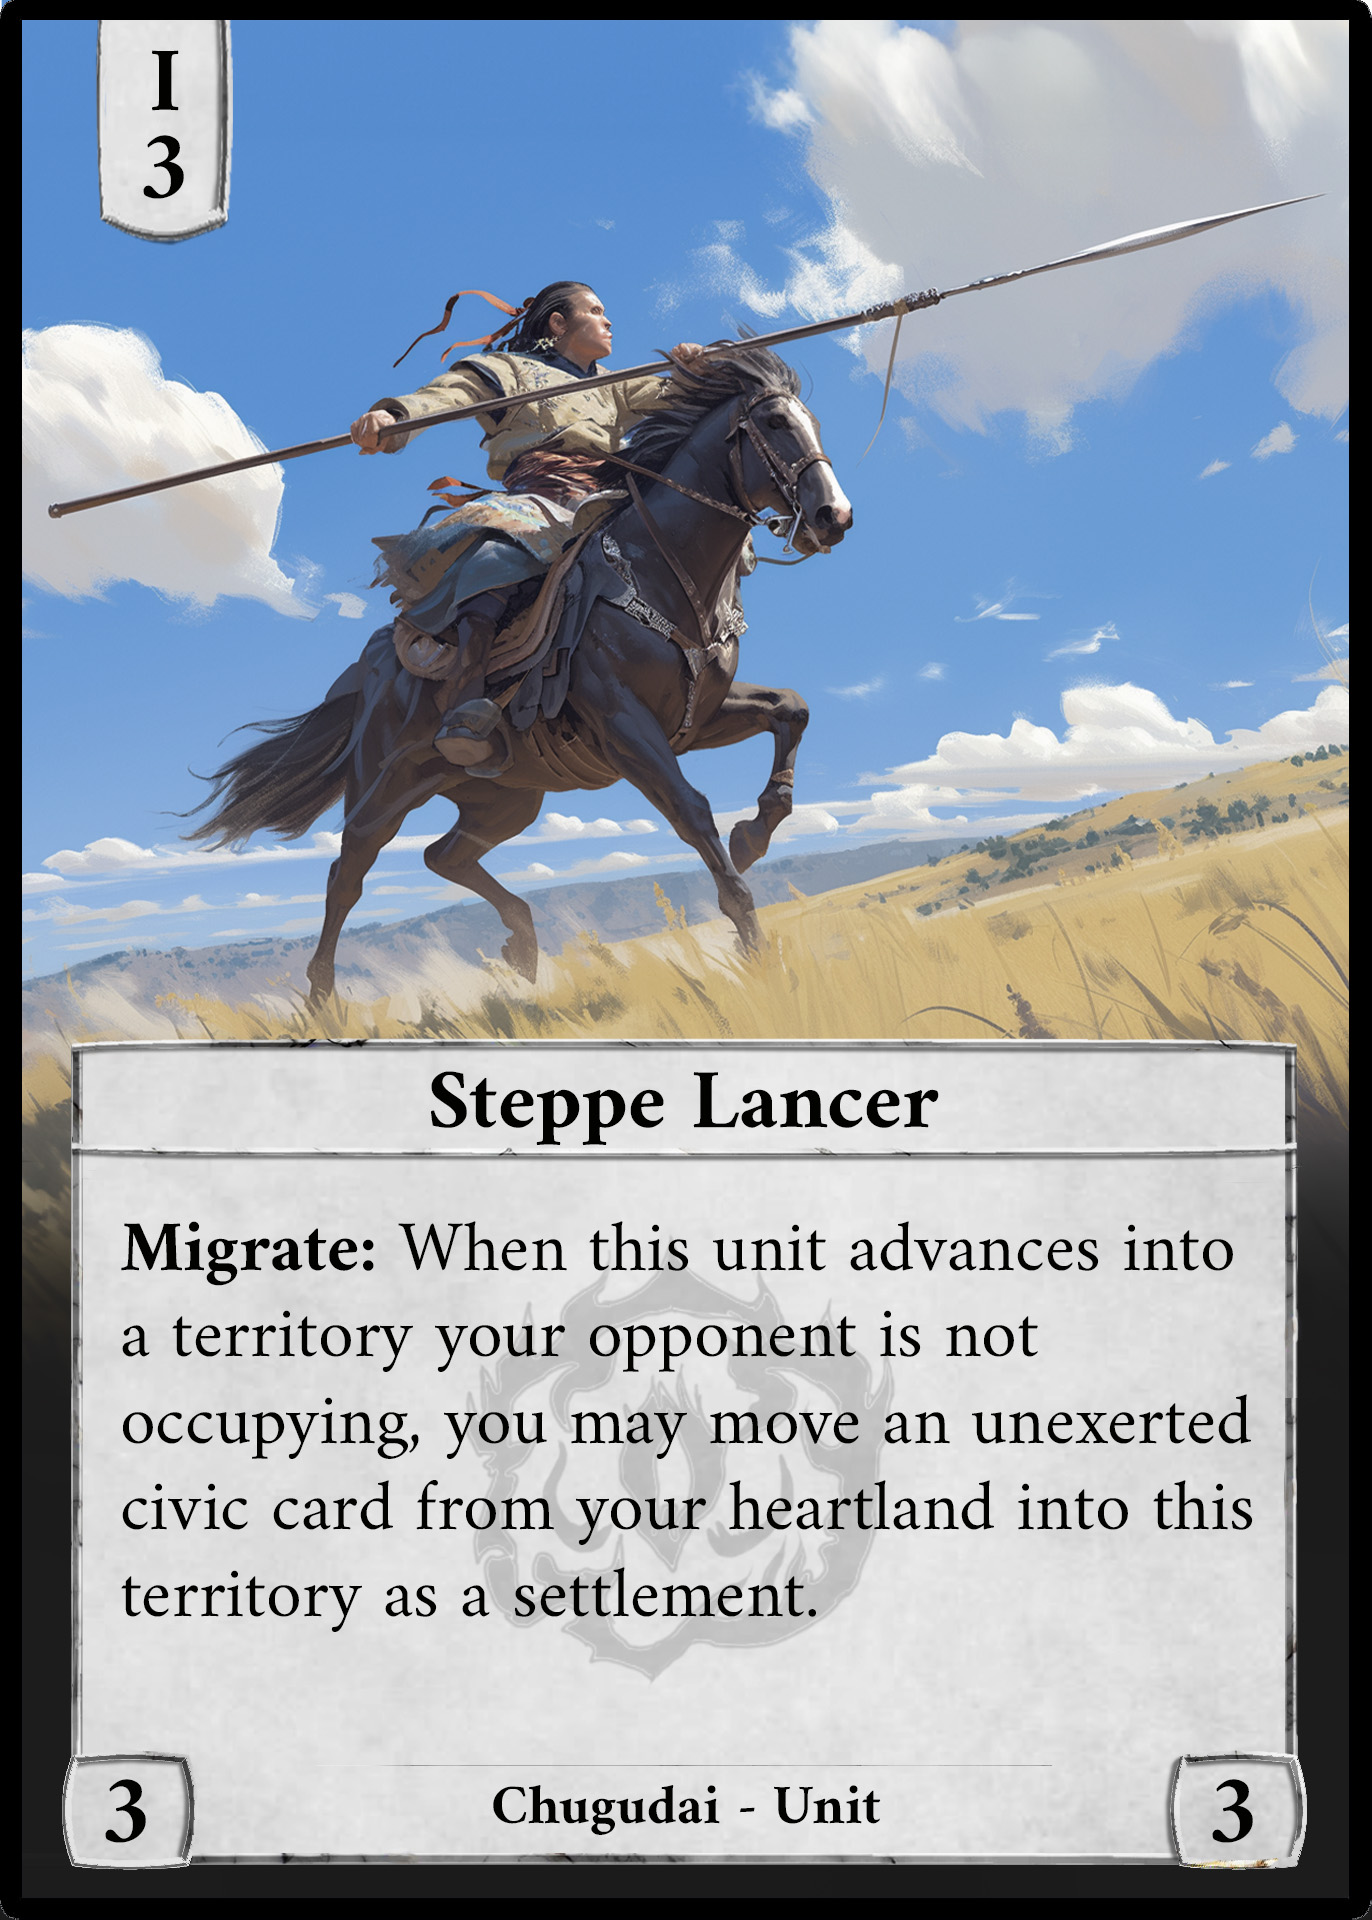 I
3
Steppe Lancer
Migrate: When this unit advances into
a territory your opponent is not
occupying, you may move an unexerted
civic card from your heartland into this
territory as a settlement.
3
Chugudai - Unit
3